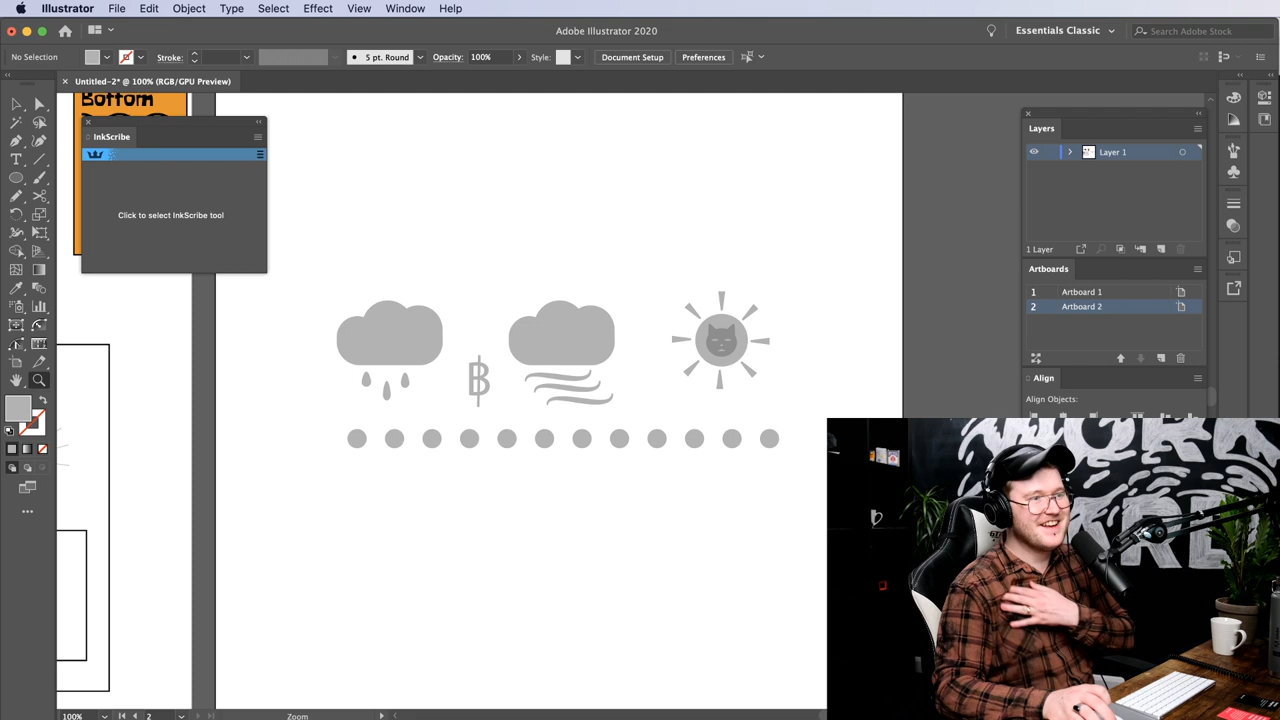 Illustrator File Edit Object Type Select Effect View Window Help
Adobe Illustrator 2020
Essentials Classic
Search Adobe Stock
No Selection
Stroke:
5 pt. Round
Opacity: 100%
Style:
Document Setup
Preferences
Untitled-2* @ 100% (RGB/GPU Preview)
Bottom
InkScribe
Click to select InkScribe tool
Layers
Layer 1
1 Layer
Artboards
1 Artboard 1
2 Artboard 2
Align
Align Objects:
฿
WORK
HARD
100%
2
Zoom